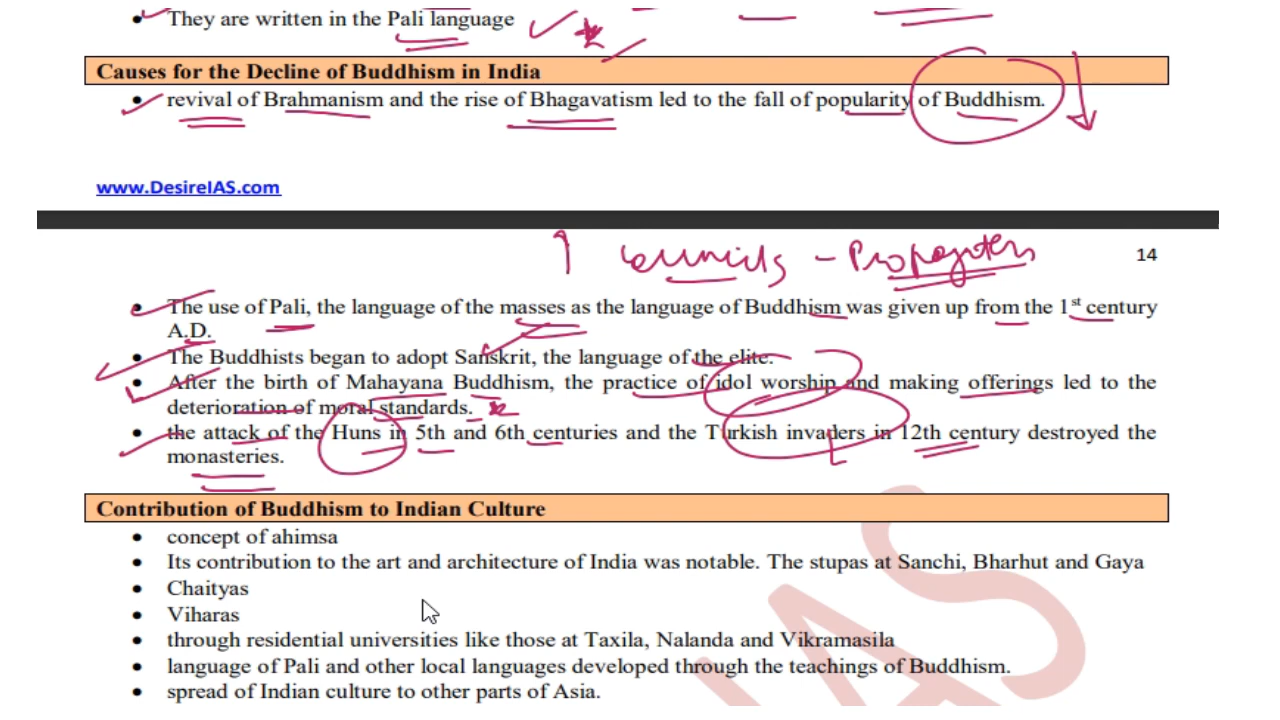 • They are written in the Pali language
Causes for the Decline of Buddhism in India
• revival of Brahmanism and the rise of Bhagavatism led to the fall of popularity of Buddhism.
www.DesireIAS.com
councils - Propagators
14
• The use of Pali, the language of the masses as the language of Buddhism was given up from the 1st century
A.D.
• The Buddhists began to adopt Sanskrit, the language of the elite.
• After the birth of Mahayana Buddhism, the practice of idol worship and making offerings led to the
deterioration of moral standards.
• the attack of the Huns in 5th and 6th centuries and the Turkish invaders in 12th century destroyed the
monasteries.
Contribution of Buddhism to Indian Culture
• concept of ahimsa
• Its contribution to the art and architecture of India was notable. The stupas at Sanchi, Bharhut and Gaya
• Chaityas
• Viharas
• through residential universities like those at Taxila, Nalanda and Vikramasila
• language of Pali and other local languages developed through the teachings of Buddhism.
• spread of Indian culture to other parts of Asia.
IAS